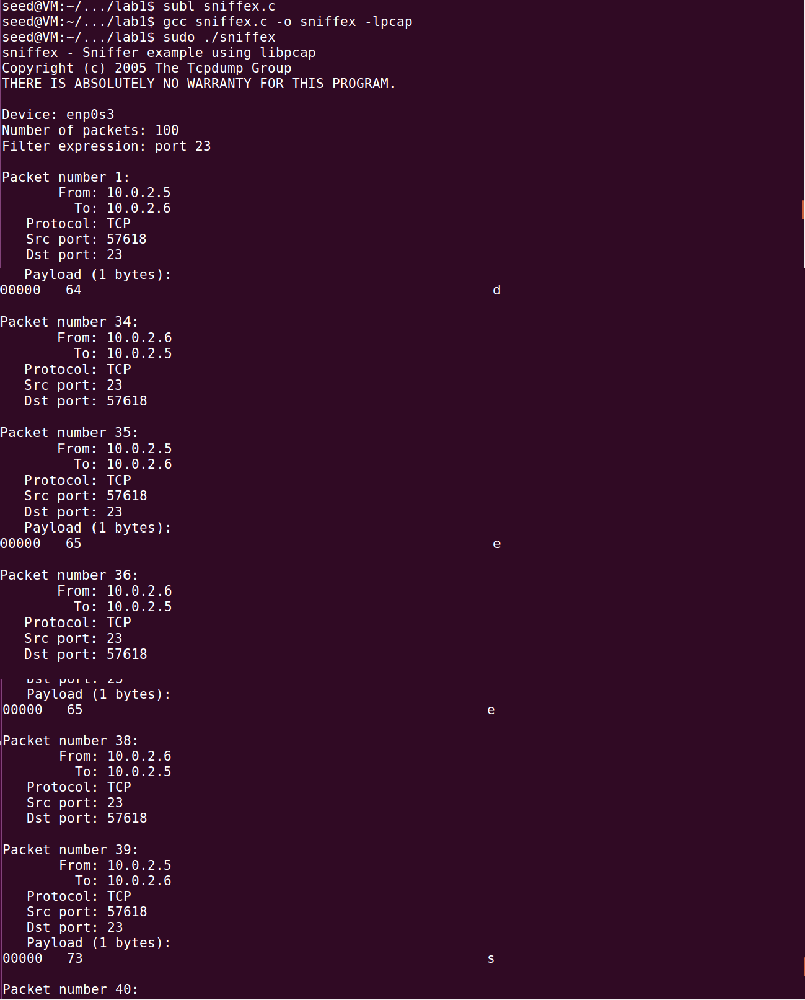 seed@VM:~/.../lab1$ subl sniffex.c
seed@VM:~/.../lab1$ gcc sniffex.c -o sniffex -lpcap
seed@VM:~/.../lab1$ sudo ./sniffex
sniffex - Sniffer example using libpcap
Copyright (c) 2005 The Tcpdump Group
THERE IS ABSOLUTELY NO WARRANTY FOR THIS PROGRAM.

Device: enp0s3
Number of packets: 100
Filter expression: port 23

Packet number 1:
       From: 10.0.2.5
         To: 10.0.2.6
   Protocol: TCP
   Src port: 57618
   Dst port: 23
   Payload (1 bytes):
00000   64                                                  d

Packet number 34:
       From: 10.0.2.6
         To: 10.0.2.5
   Protocol: TCP
   Src port: 23
   Dst port: 57618

Packet number 35:
       From: 10.0.2.5
         To: 10.0.2.6
   Protocol: TCP
   Src port: 57618
   Dst port: 23
   Payload (1 bytes):
00000   65                                                  e

Packet number 36:
       From: 10.0.2.6
         To: 10.0.2.5
   Protocol: TCP
   Src port: 23
   Dst port: 57618

   Dst port: 23
   Payload (1 bytes):
00000   65                                                  e

Packet number 38:
       From: 10.0.2.6
         To: 10.0.2.5
   Protocol: TCP
   Src port: 23
   Dst port: 57618

Packet number 39:
       From: 10.0.2.5
         To: 10.0.2.6
   Protocol: TCP
   Src port: 57618
   Dst port: 23
   Payload (1 bytes):
00000   73                                                  s

Packet number 40: